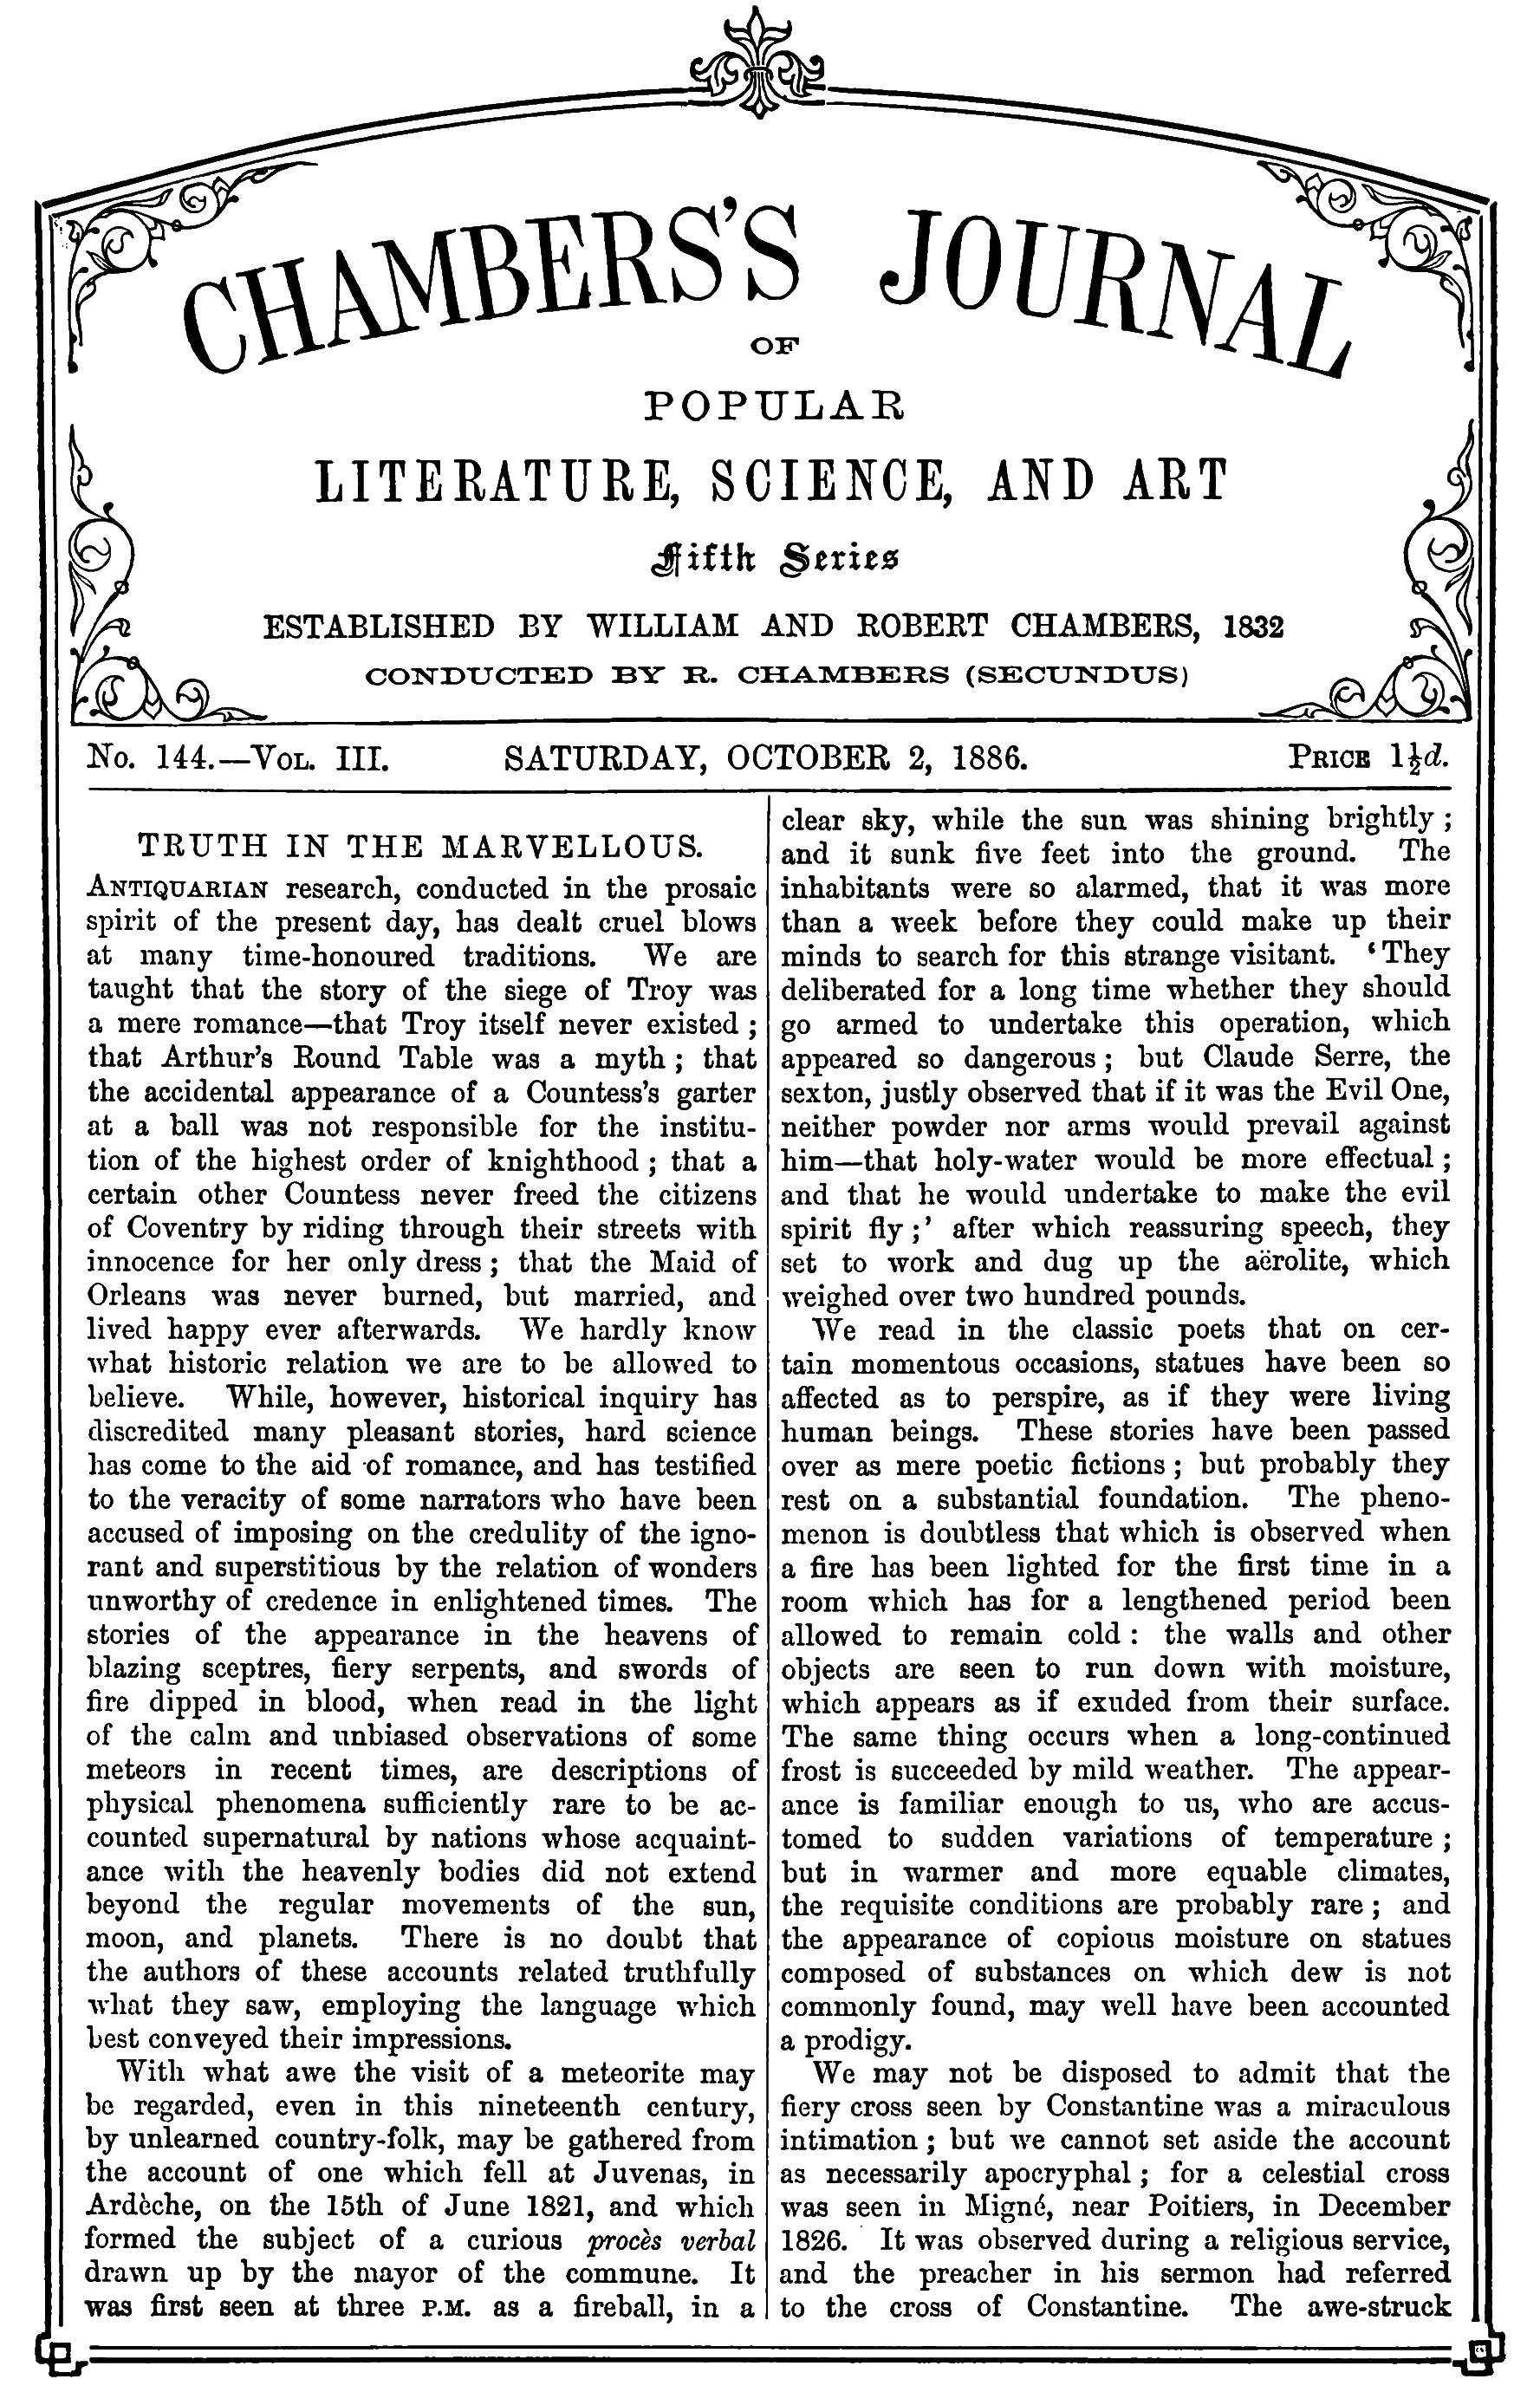 CHAMBERS'S JOURNAL
OF
POPULAR
LITERATURE, SCIENCE, AND ART
Fifth Series
ESTABLISHED BY WILLIAM AND ROBERT CHAMBERS, 1832
CONDUCTED BY R. CHAMBERS (SECUNDUS)
No. 144.—Vol. III.
SATURDAY, OCTOBER 2, 1886.
Price 1½d.
TRUTH IN THE MARVELLOUS.
Antiquarian research, conducted in the prosaic
spirit of the present day, has dealt cruel blows
at many time-honoured traditions. We are
taught that the story of the siege of Troy was
a mere romance—that Troy itself never existed;
that Arthur's Round Table was a myth; that
the accidental appearance of a Countess's garter
at a ball was not responsible for the institu-
tion of the highest order of knighthood; that a
certain other Countess never freed the citizens
of Coventry by riding through their streets with
innocence for her only dress; that the Maid of
Orleans was never burned, but married, and
lived happy ever afterwards. We hardly know
what historic relation we are to be allowed to
believe. While, however, historical inquiry has
discredited many pleasant stories, hard science
has come to the aid of romance, and has testified
to the veracity of some narrators who have been
accused of imposing on the credulity of the igno-
rant and superstitious by the relation of wonders
unworthy of credence in enlightened times. The
stories of the appearance in the heavens of
blazing sceptres, fiery serpents, and swords of
fire dipped in blood, when read in the light
of the calm and unbiased observations of some
meteors in recent times, are descriptions of
physical phenomena sufficiently rare to be ac-
counted supernatural by nations whose acquaint-
ance with the heavenly bodies did not extend
beyond the regular movements of the sun,
moon, and planets. There is no doubt that
the authors of these accounts related truthfully
what they saw, employing the language which
best conveyed their impressions.
With what awe the visit of a meteorite may
be regarded, even in this nineteenth century,
by unlearned country-folk, may be gathered from
the account of one which fell at Juvenas, in
Ardèche, on the 15th of June 1821, and which
formed the subject of a curious procès verbal
drawn up by the mayor of the commune. It
was first seen at three P.M. as a fireball, in a
clear sky, while the sun was shining brightly;
and it sunk five feet into the ground. The
inhabitants were so alarmed, that it was more
than a week before they could make up their
minds to search for this strange visitant. 'They
deliberated for a long time whether they should
go armed to undertake this operation, which
appeared so dangerous; but Claude Serre, the
sexton, justly observed that if it was the Evil One,
neither powder nor arms would prevail against
him—that holy-water would be more effectual;
and that he would undertake to make the evil
spirit fly;' after which reassuring speech, they
set to work and dug up the aërolite, which
weighed over two hundred pounds.
We read in the classic poets that on cer-
tain momentous occasions, statues have been so
affected as to perspire, as if they were living
human beings. These stories have been passed
over as mere poetic fictions; but probably they
rest on a substantial foundation. The pheno-
menon is doubtless that which is observed when
a fire has been lighted for the first time in a
room which has for a lengthened period been
allowed to remain cold: the walls and other
objects are seen to run down with moisture,
which appears as if exuded from their surface.
The same thing occurs when a long-continued
frost is succeeded by mild weather. The appear-
ance is familiar enough to us, who are accus-
tomed to sudden variations of temperature;
but in warmer and more equable climates,
the requisite conditions are probably rare; and
the appearance of copious moisture on statues
composed of substances on which dew is not
commonly found, may well have been accounted
a prodigy.
We may not be disposed to admit that the
fiery cross seen by Constantine was a miraculous
intimation; but we cannot set aside the account
as necessarily apocryphal; for a celestial cross
was seen in Migné, near Poitiers, in December
1826. It was observed during a religious service,
and the preacher in his sermon had referred
to the cross of Constantine. The awe-struck